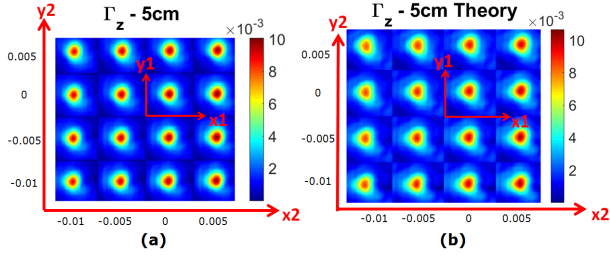 y2
Γz - 5cm
×10-3
0.005
0
-0.005
-0.01
y1
x1
10
8
6
4
2
-0.01 -0.005 0 0.005
x2
(a)
y2
Γz - 5cm Theory
×10-3
0.005
0
-0.005
-0.01
y1
x1
10
8
6
4
2
-0.01 -0.005 0 0.005
x2
(b)